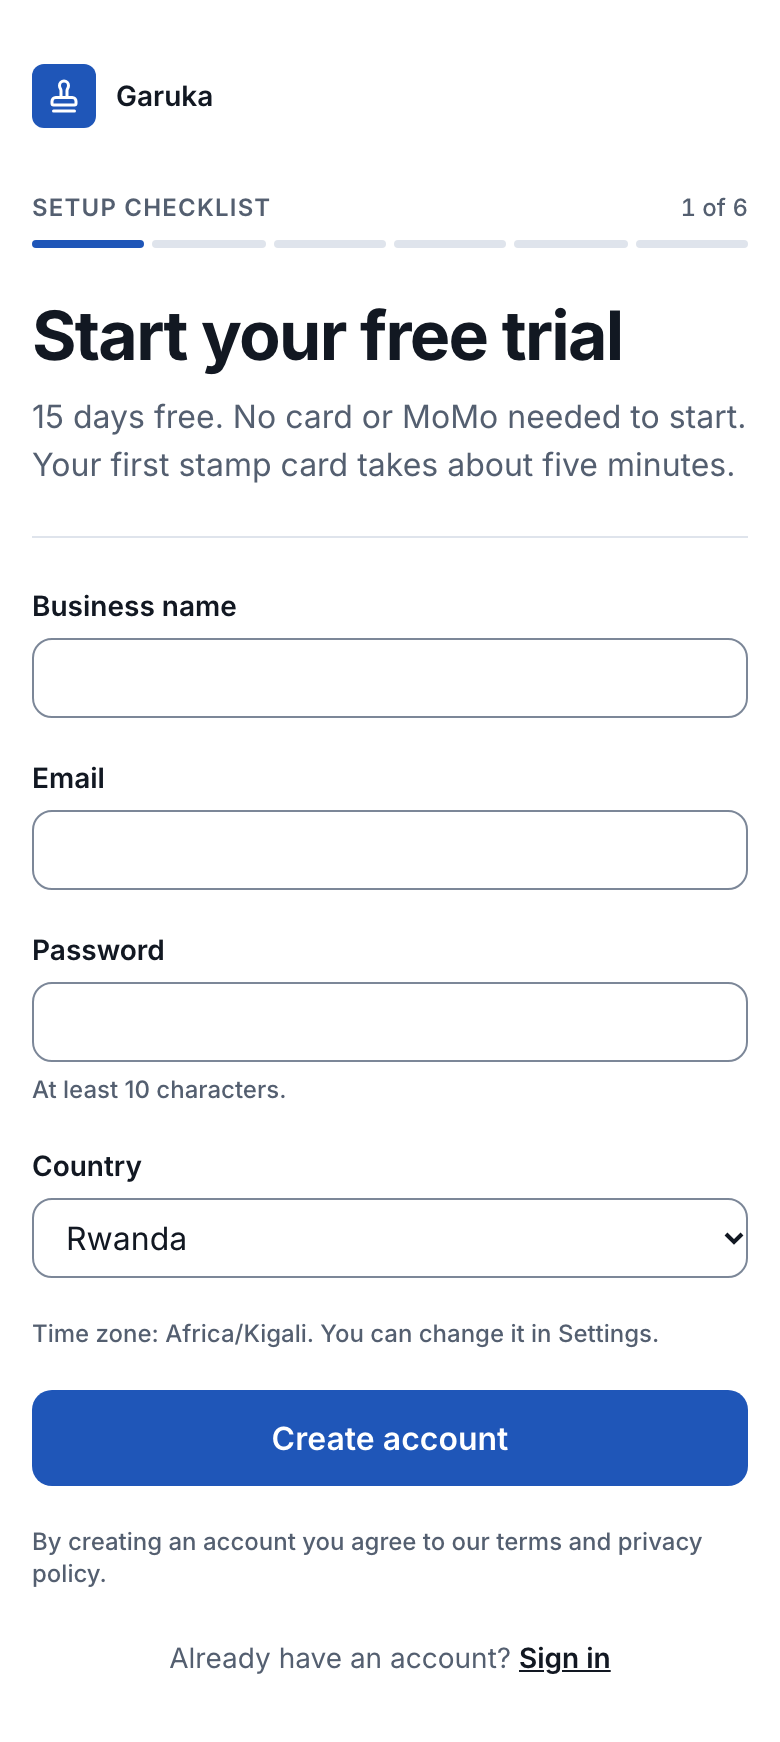 Garuka
SETUP CHECKLIST
1 of 6
Start your free trial
15 days free. No card or MoMo needed to start.
Your first stamp card takes about five minutes.
Business name
Email
Password
At least 10 characters.
Country
Rwanda
Time zone: Africa/Kigali. You can change it in Settings.
Create account
By creating an account you agree to our terms and privacy
policy.
Already have an account? Sign in